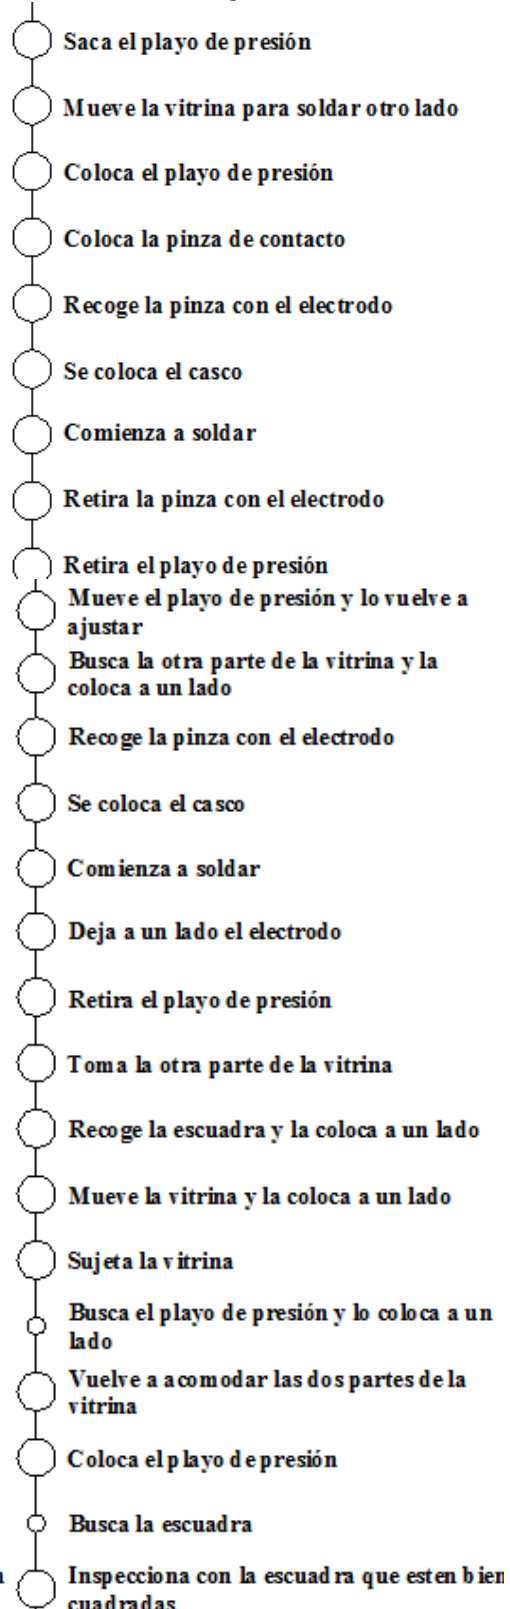 Saca el playo de presión
Mueve la vitrina para soldar otro lado
Coloca el playo de presión
Coloca la pinza de contacto
Recoge la pinza con el electrodo
Se coloca el casco
Comienza a soldar
Retira la pinza con el electrodo
Retira el playo de presión
Mueve el playo de presión y lo vuelve a
ajustar
Busca la otra parte de la vitrina y la
coloca a un lado
Recoge la pinza con el electrodo
Se coloca el casco
Comienza a soldar
Deja a un lado el electrodo
Retira el playo de presión
Toma la otra parte de la vitrina
Recoge la escuadra y la coloca a un lado
Mueve la vitrina y la coloca a un lado
Sujeta la vitrina
Busca el playo de presión y lo coloca a un
lado
Vuelve a acomodar las dos partes de la
vitrina
Coloca el playo de presión
Busca la escuadra
Inspecciona con la escuadra que esten bien
cuadradas